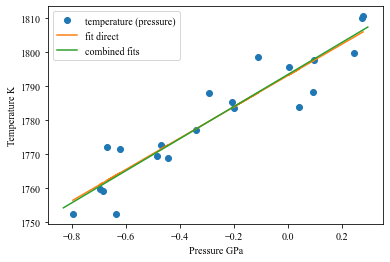 1810
1800
1790
1780
1770
1760
1750
Temperature K
temperature (pressure)
fit direct
combined fits
−0.8 −0.6 −0.4 −0.2 0.0 0.2
Pressure GPa